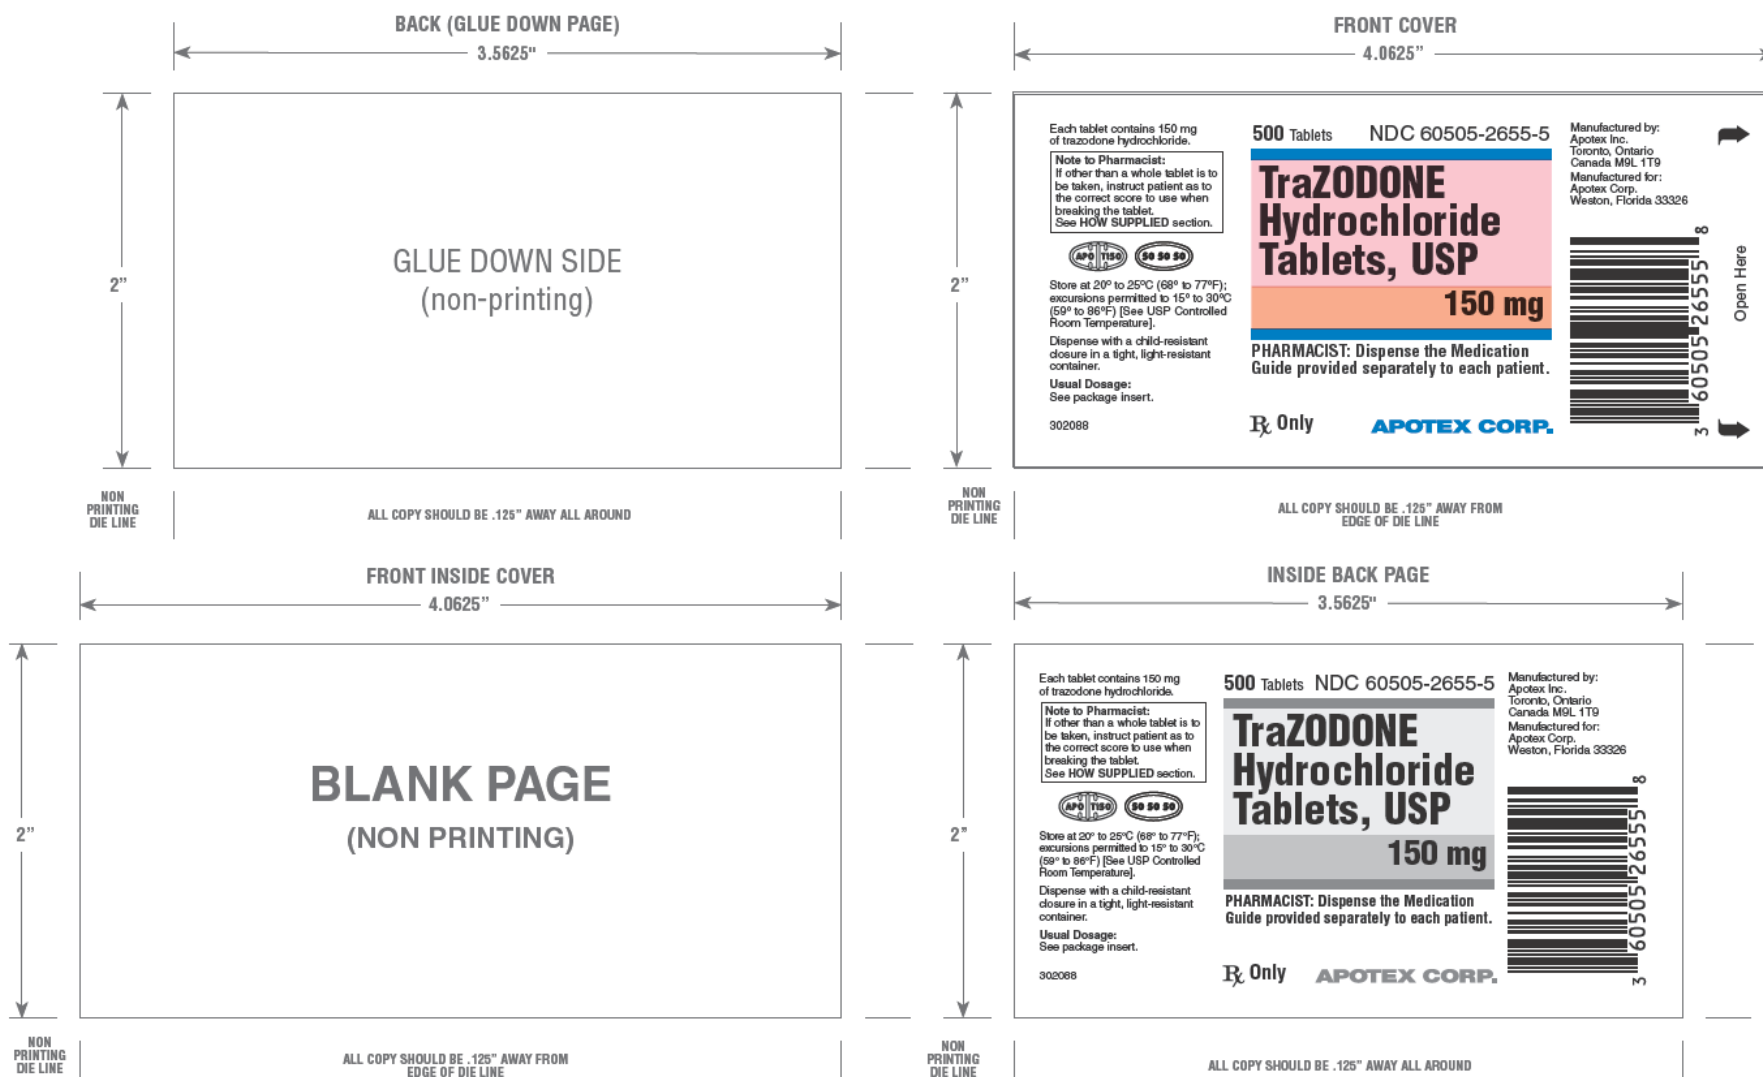 BACK (GLUE DOWN PAGE)
3.5625"
2"
GLUE DOWN SIDE
(non-printing)
NON
PRINTING
DIE LINE
ALL COPY SHOULD BE .125" AWAY ALL AROUND
FRONT COVER
4.0625"
2"
Each tablet contains 150 mg
of trazodone hydrochloride.
Note to Pharmacist:
If other than a whole tablet is to
be taken, instruct patient as to
the correct score to use when
breaking the tablet.
See HOW SUPPLIED section.
APO T150
50 50 50
Store at 20° to 25°C (68° to 77°F);
excursions permitted to 15° to 30°C
(59° to 86°F) [See USP Controlled
Room Temperature].
Dispense with a child-resistant
closure in a tight, light-resistant
container.
Usual Dosage:
See package insert.
302088
500 Tablets NDC 60505-2655-5
TraZODONE
Hydrochloride
Tablets, USP
150 mg
PHARMACIST: Dispense the Medication
Guide provided separately to each patient.
Rx Only
APOTEX CORP.
Manufactured by:
Apotex Inc.
Toronto, Ontario
Canada M9L 1T9
Manufactured for:
Apotex Corp.
Weston, Florida 33326
3 60505 26555 8
Open Here
NON
PRINTING
DIE LINE
ALL COPY SHOULD BE .125" AWAY FROM
EDGE OF DIE LINE
FRONT INSIDE COVER
4.0625"
2"
BLANK PAGE
(NON PRINTING)
NON
PRINTING
DIE LINE
ALL COPY SHOULD BE .125" AWAY FROM
EDGE OF DIE LINE
INSIDE BACK PAGE
3.5625"
2"
Each tablet contains 150 mg
of trazodone hydrochloride.
Note to Pharmacist:
If other than a whole tablet is to
be taken, instruct patient as to
the correct score to use when
breaking the tablet.
See HOW SUPPLIED section.
APO T150
50 50 50
Store at 20° to 25°C (68° to 77°F);
excursions permitted to 15° to 30°C
(59° to 86°F) [See USP Controlled
Room Temperature].
Dispense with a child-resistant
closure in a tight, light-resistant
container.
Usual Dosage:
See package insert.
302088
500 Tablets NDC 60505-2655-5
TraZODONE
Hydrochloride
Tablets, USP
150 mg
PHARMACIST: Dispense the Medication
Guide provided separately to each patient.
Rx Only
APOTEX CORP.
Manufactured by:
Apotex Inc.
Toronto, Ontario
Canada M9L 1T9
Manufactured for:
Apotex Corp.
Weston, Florida 33326
3 60505 26555 8
NON
PRINTING
DIE LINE
ALL COPY SHOULD BE .125" AWAY ALL AROUND